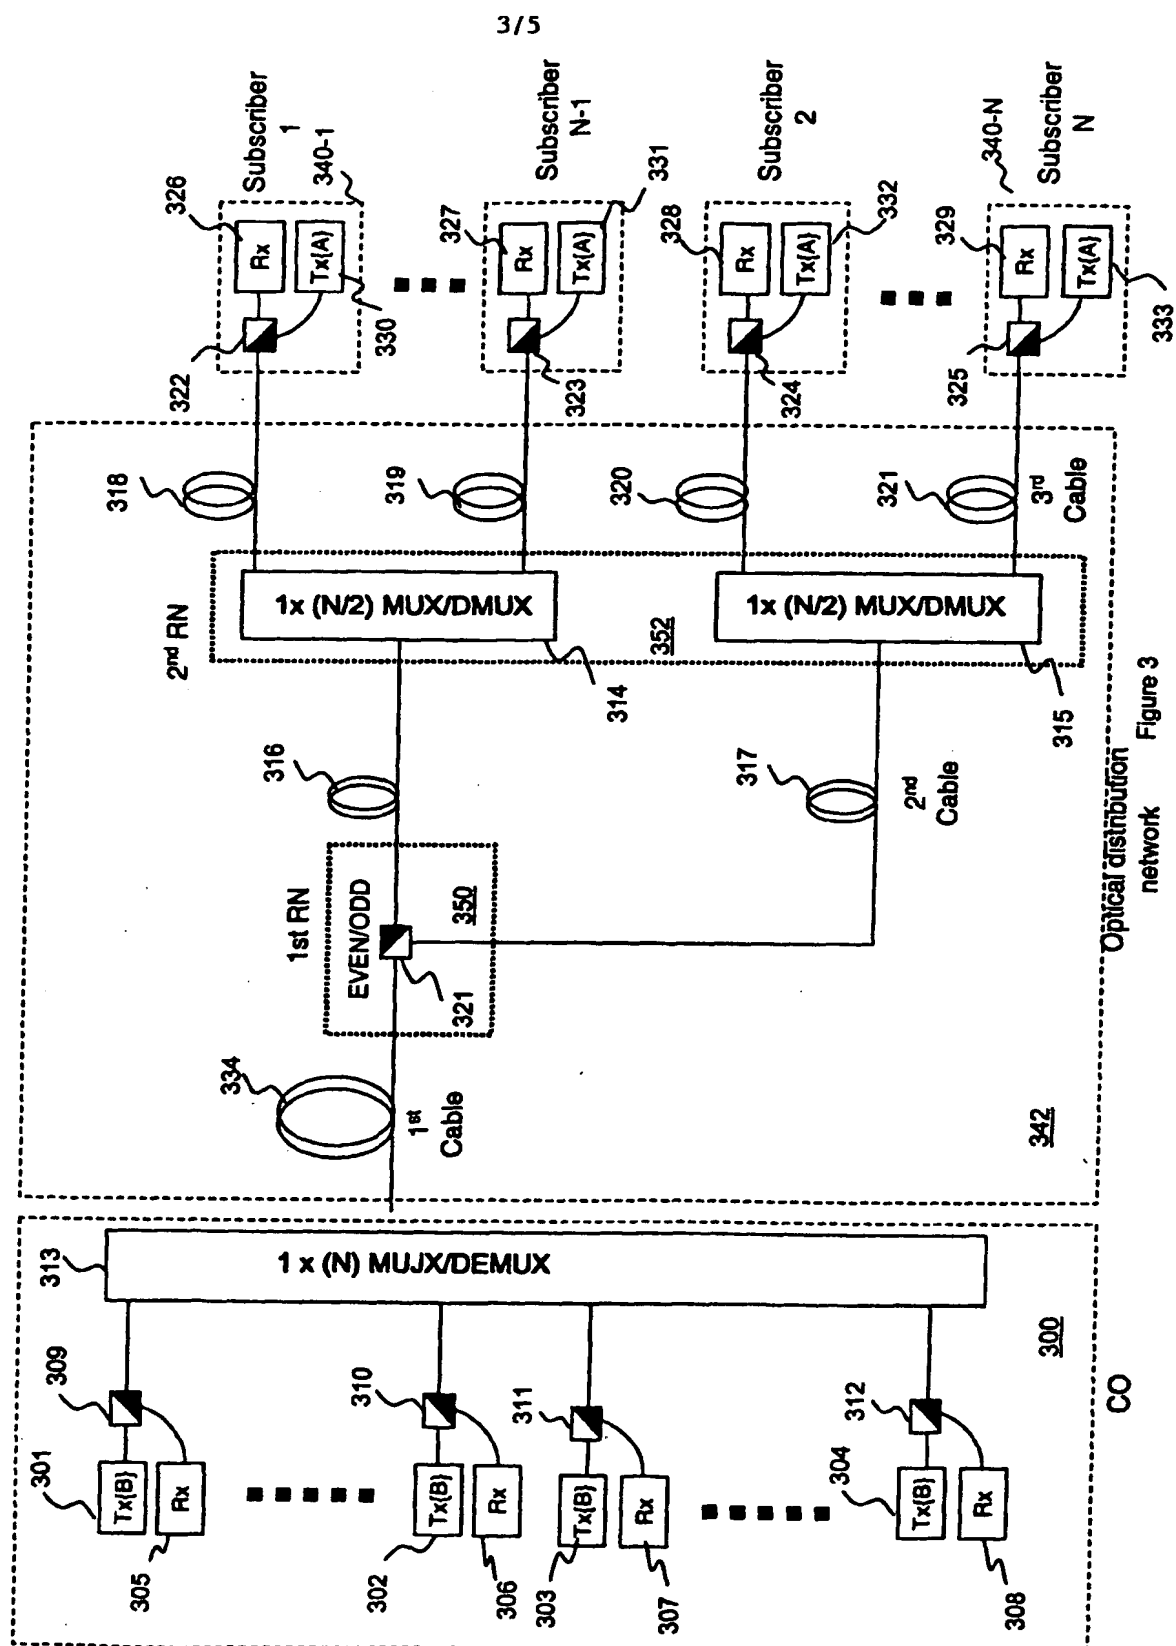 3/5
Subscriber
1
340-1
326
Rx
Tx{A}
322
330
Subscriber
N-1
331
327
Rx
Tx{A}
323
Subscriber
2
332
328
Rx
Tx{A}
324
340-N
Subscriber
N
329
Rx
Tx{A}
325
333
318
319
320
321
3rd
Cable
2nd RN
1x (N/2) MUX/DMUX
1x (N/2) MUX/DMUX
352
314
315
316
317
2nd
Cable
1st RN
EVEN/ODD
350
321
334
1st
Cable
342
Optical distribution
network
Figure 3
313
1 x (N) MUJX/DEMUX
300
CO
309
301
Tx{B}
Rx
305
310
302
Tx{B}
Rx
306
311
303
Tx{B}
Rx
307
312
304
Tx{B}
Rx
308